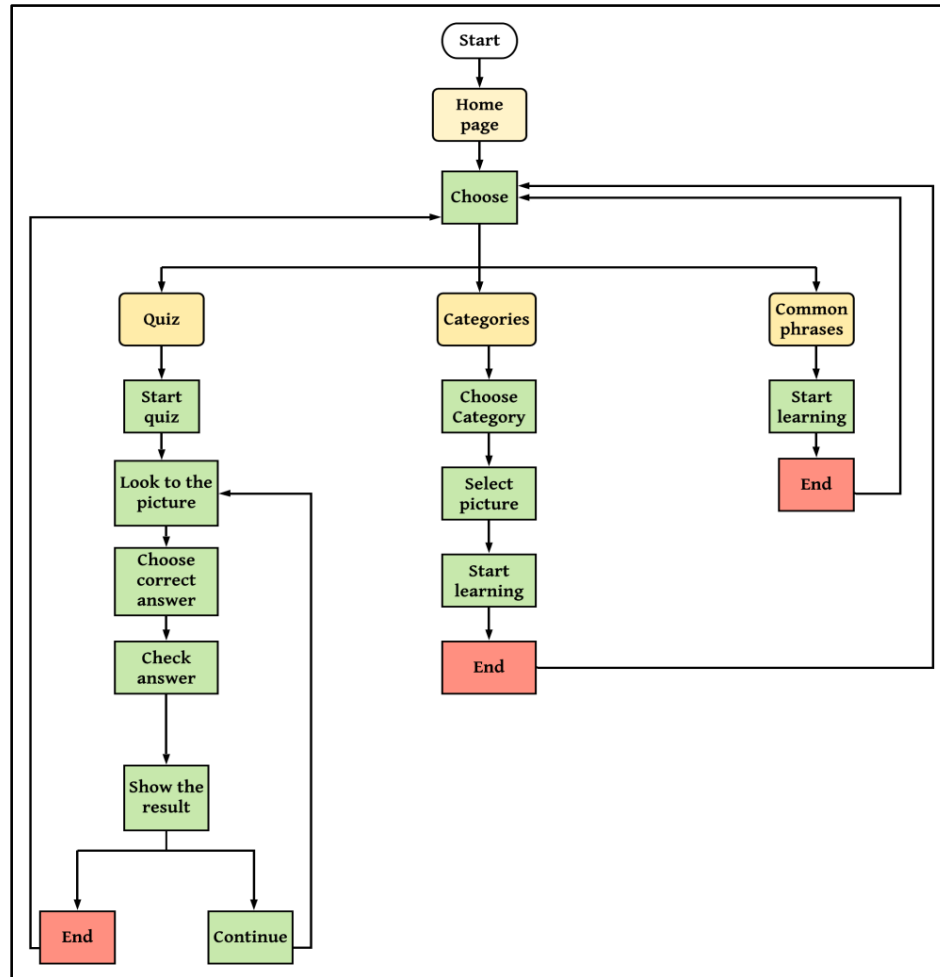 Start
Home
page
Choose
Quiz
Categories
Common
phrases
Start
quiz
Choose
Category
Start
learning
Look to the
picture
Select
picture
End
Choose
correct
answer
Start
learning
Check
answer
End
Show the
result
End
Continue